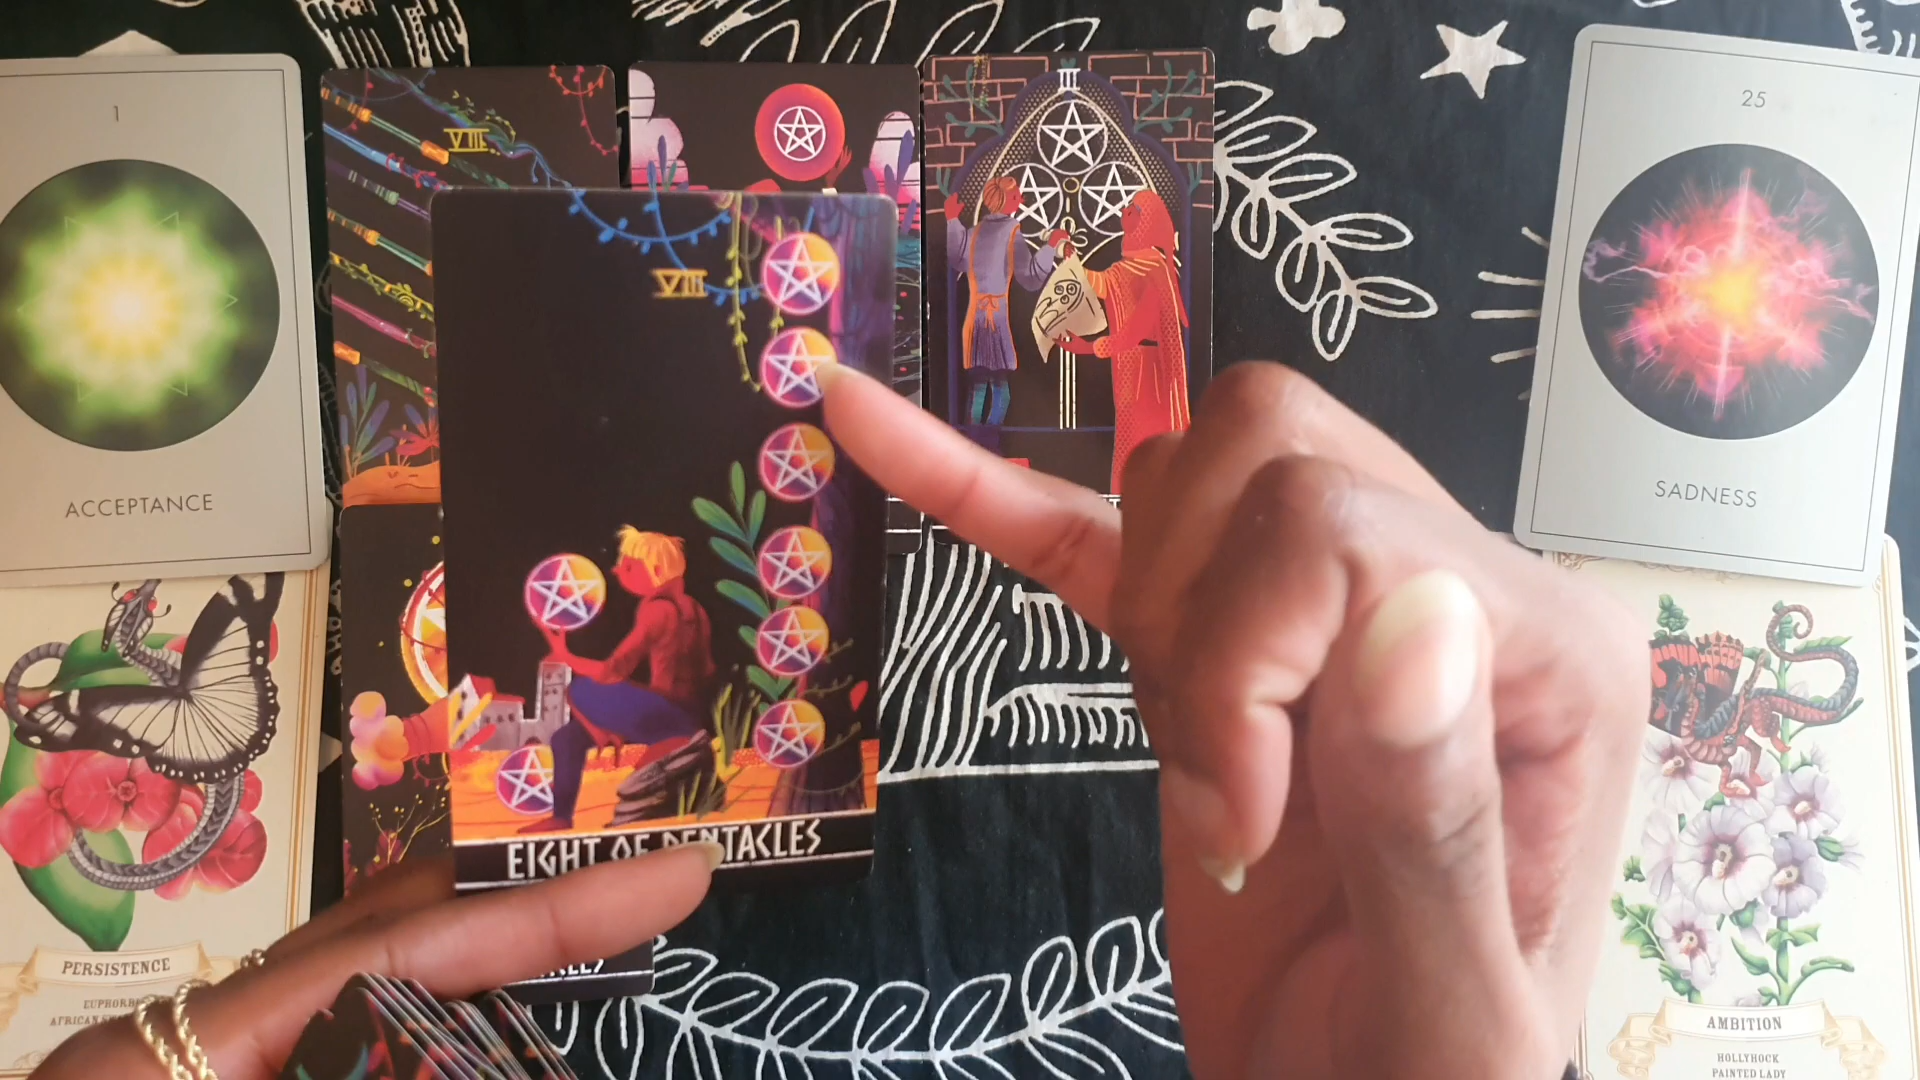 1
ACCEPTANCE
VIII
III
VIII
EIGHT OF PENTACLES
25
SADNESS
PERSISTENCE
AMBITION
HOLLYHOCK
PAINTED LADY